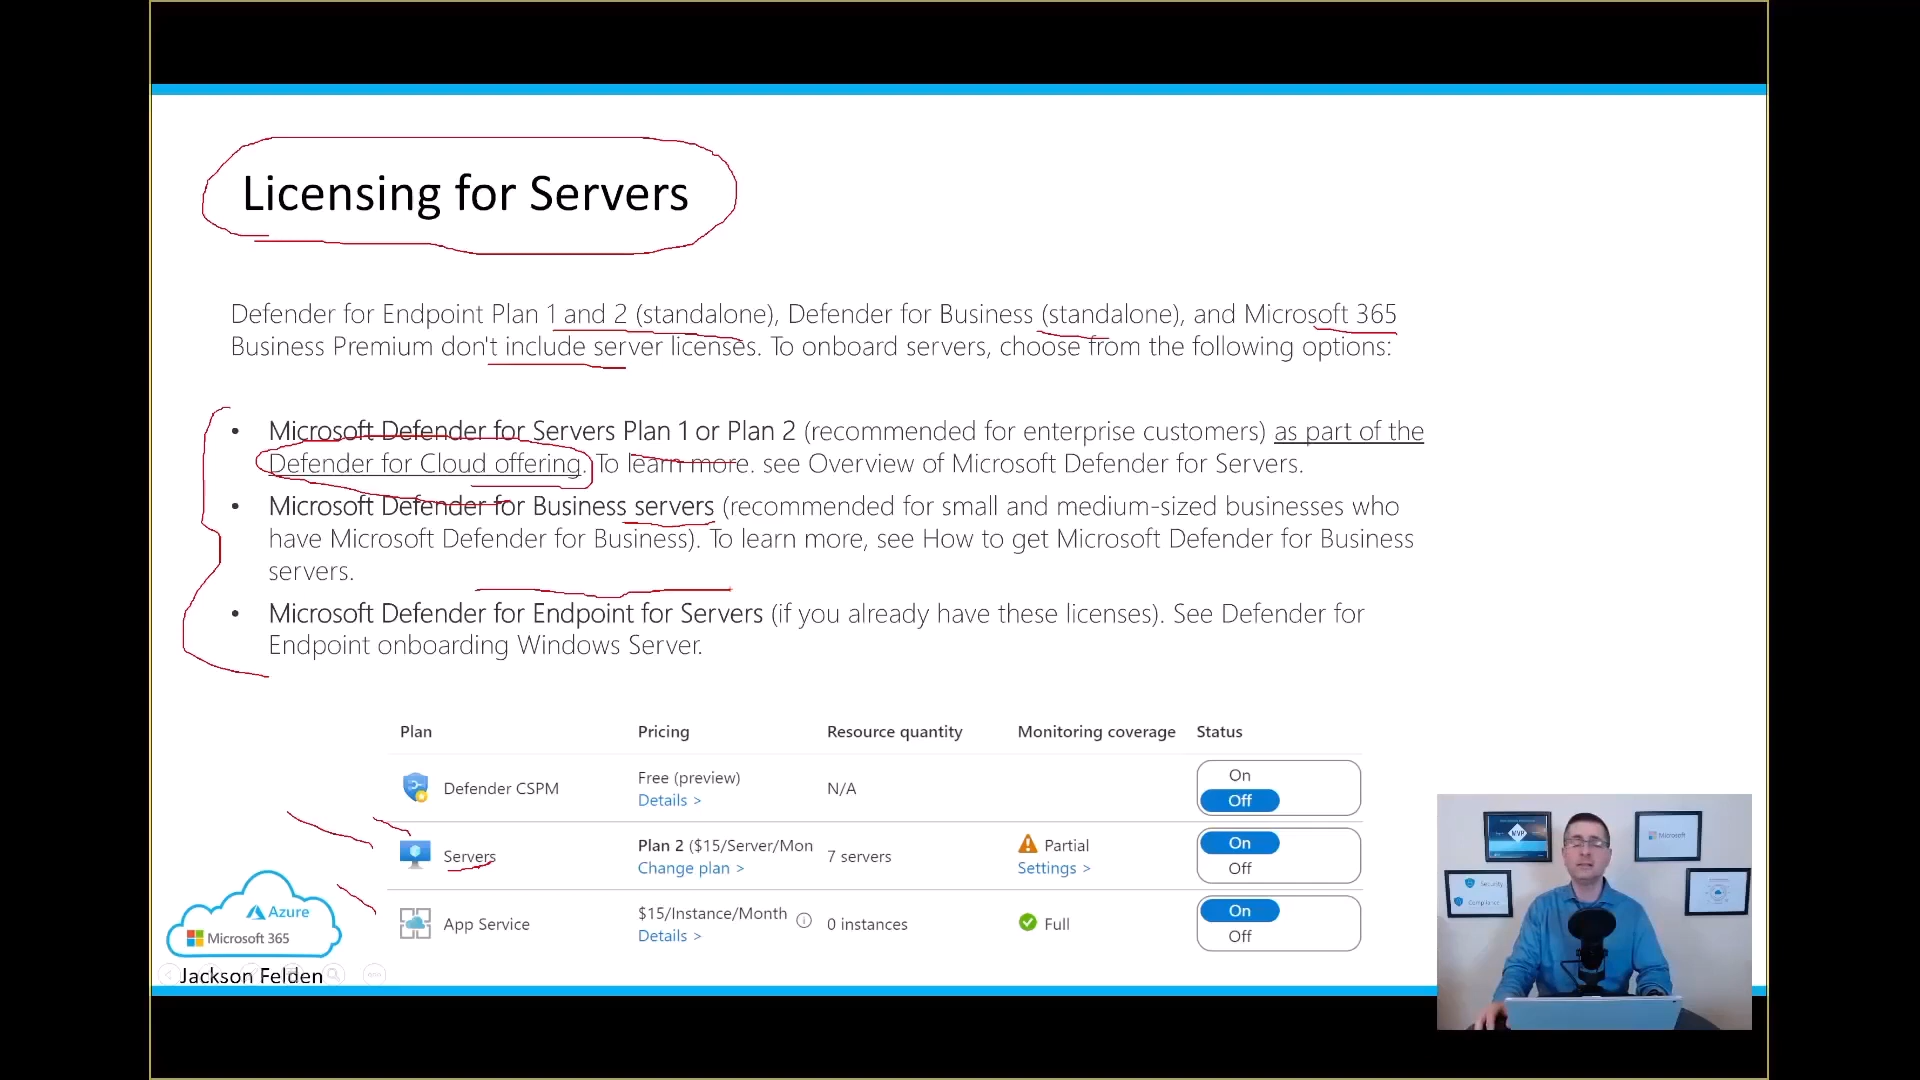 Licensing for Servers
Defender for Endpoint Plan 1 and 2 (standalone), Defender for Business (standalone), and Microsoft 365
Business Premium don't include server licenses. To onboard servers, choose from the following options:
• Microsoft Defender for Servers Plan 1 or Plan 2 (recommended for enterprise customers) as part of the
Defender for Cloud offering. To learn more. see Overview of Microsoft Defender for Servers.
• Microsoft Defender for Business servers (recommended for small and medium-sized businesses who
have Microsoft Defender for Business). To learn more, see How to get Microsoft Defender for Business
servers.
• Microsoft Defender for Endpoint for Servers (if you already have these licenses). See Defender for
Endpoint onboarding Windows Server.
Plan Pricing Resource quantity Monitoring coverage Status
Defender CSPM Free (preview) N/A On
Details > Off
Servers Plan 2 ($15/Server/Mon 7 servers Partial On
Change plan > Settings > Off
App Service $15/Instance/Month 0 instances Full On
Details > Off
Azure
Microsoft 365
Jackson Felden
MVP
Microsoft
Security
Compliance